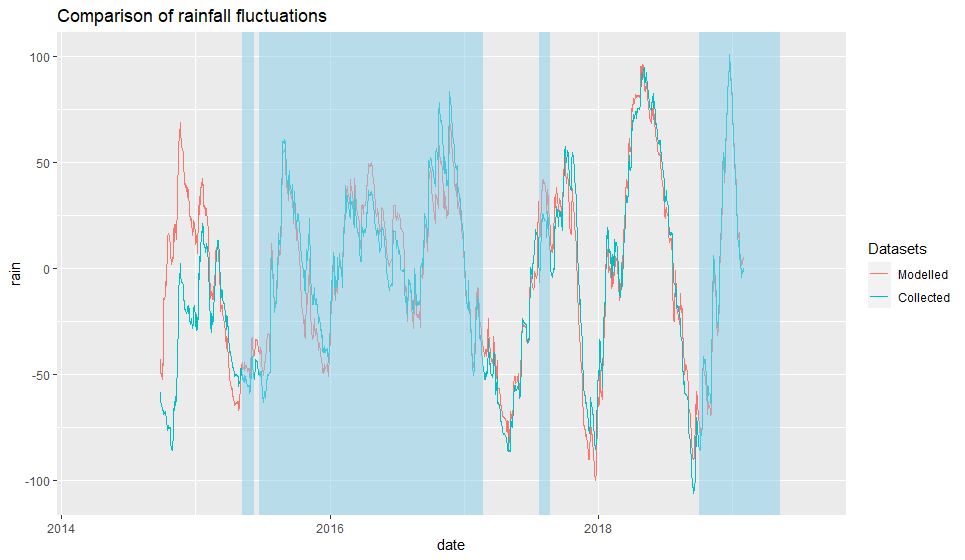 Comparison of rainfall fluctuations
100
50
0
-50
-100
rain
2014
2016
2018
date
Datasets
Modelled
Collected